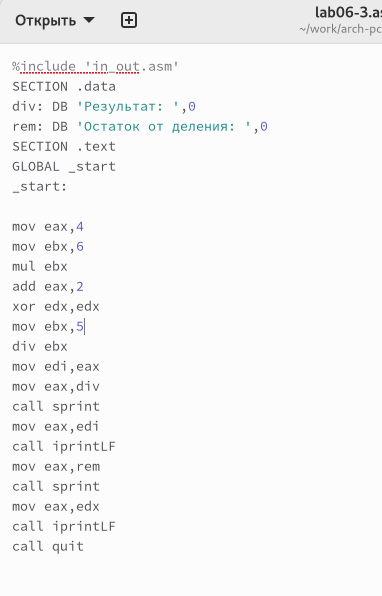 Открыть
lab06-3.as
~/work/arch-pc
%include 'in_out.asm'
SECTION .data
div: DB 'Результат: ',0
rem: DB 'Остаток от деления: ',0
SECTION .text
GLOBAL _start
_start:
mov eax,4
mov ebx,6
mul ebx
add eax,2
xor edx,edx
mov ebx,5
div ebx
mov edi,eax
mov eax,div
call sprint
mov eax,edi
call iprintLF
mov eax,rem
call sprint
mov eax,edx
call iprintLF
call quit